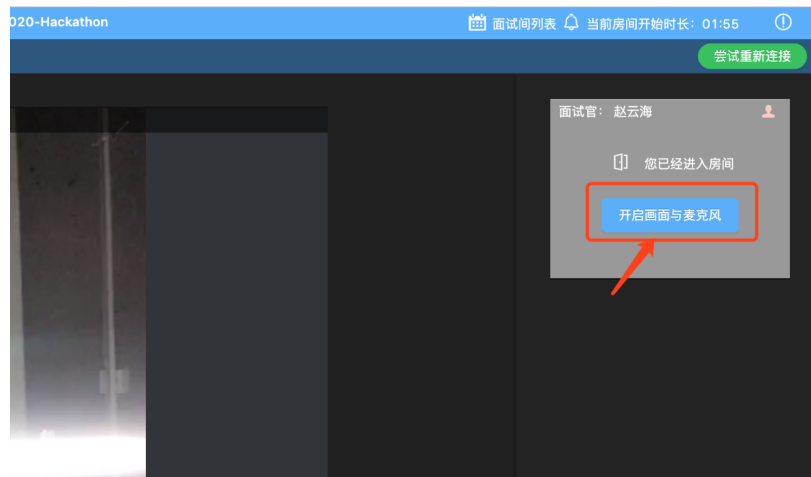 020-Hackathon
面试间列表 当前房间开始时长：01:55
尝试重新连接
面试官： 赵云海
您已经进入房间
开启画面与麦克风